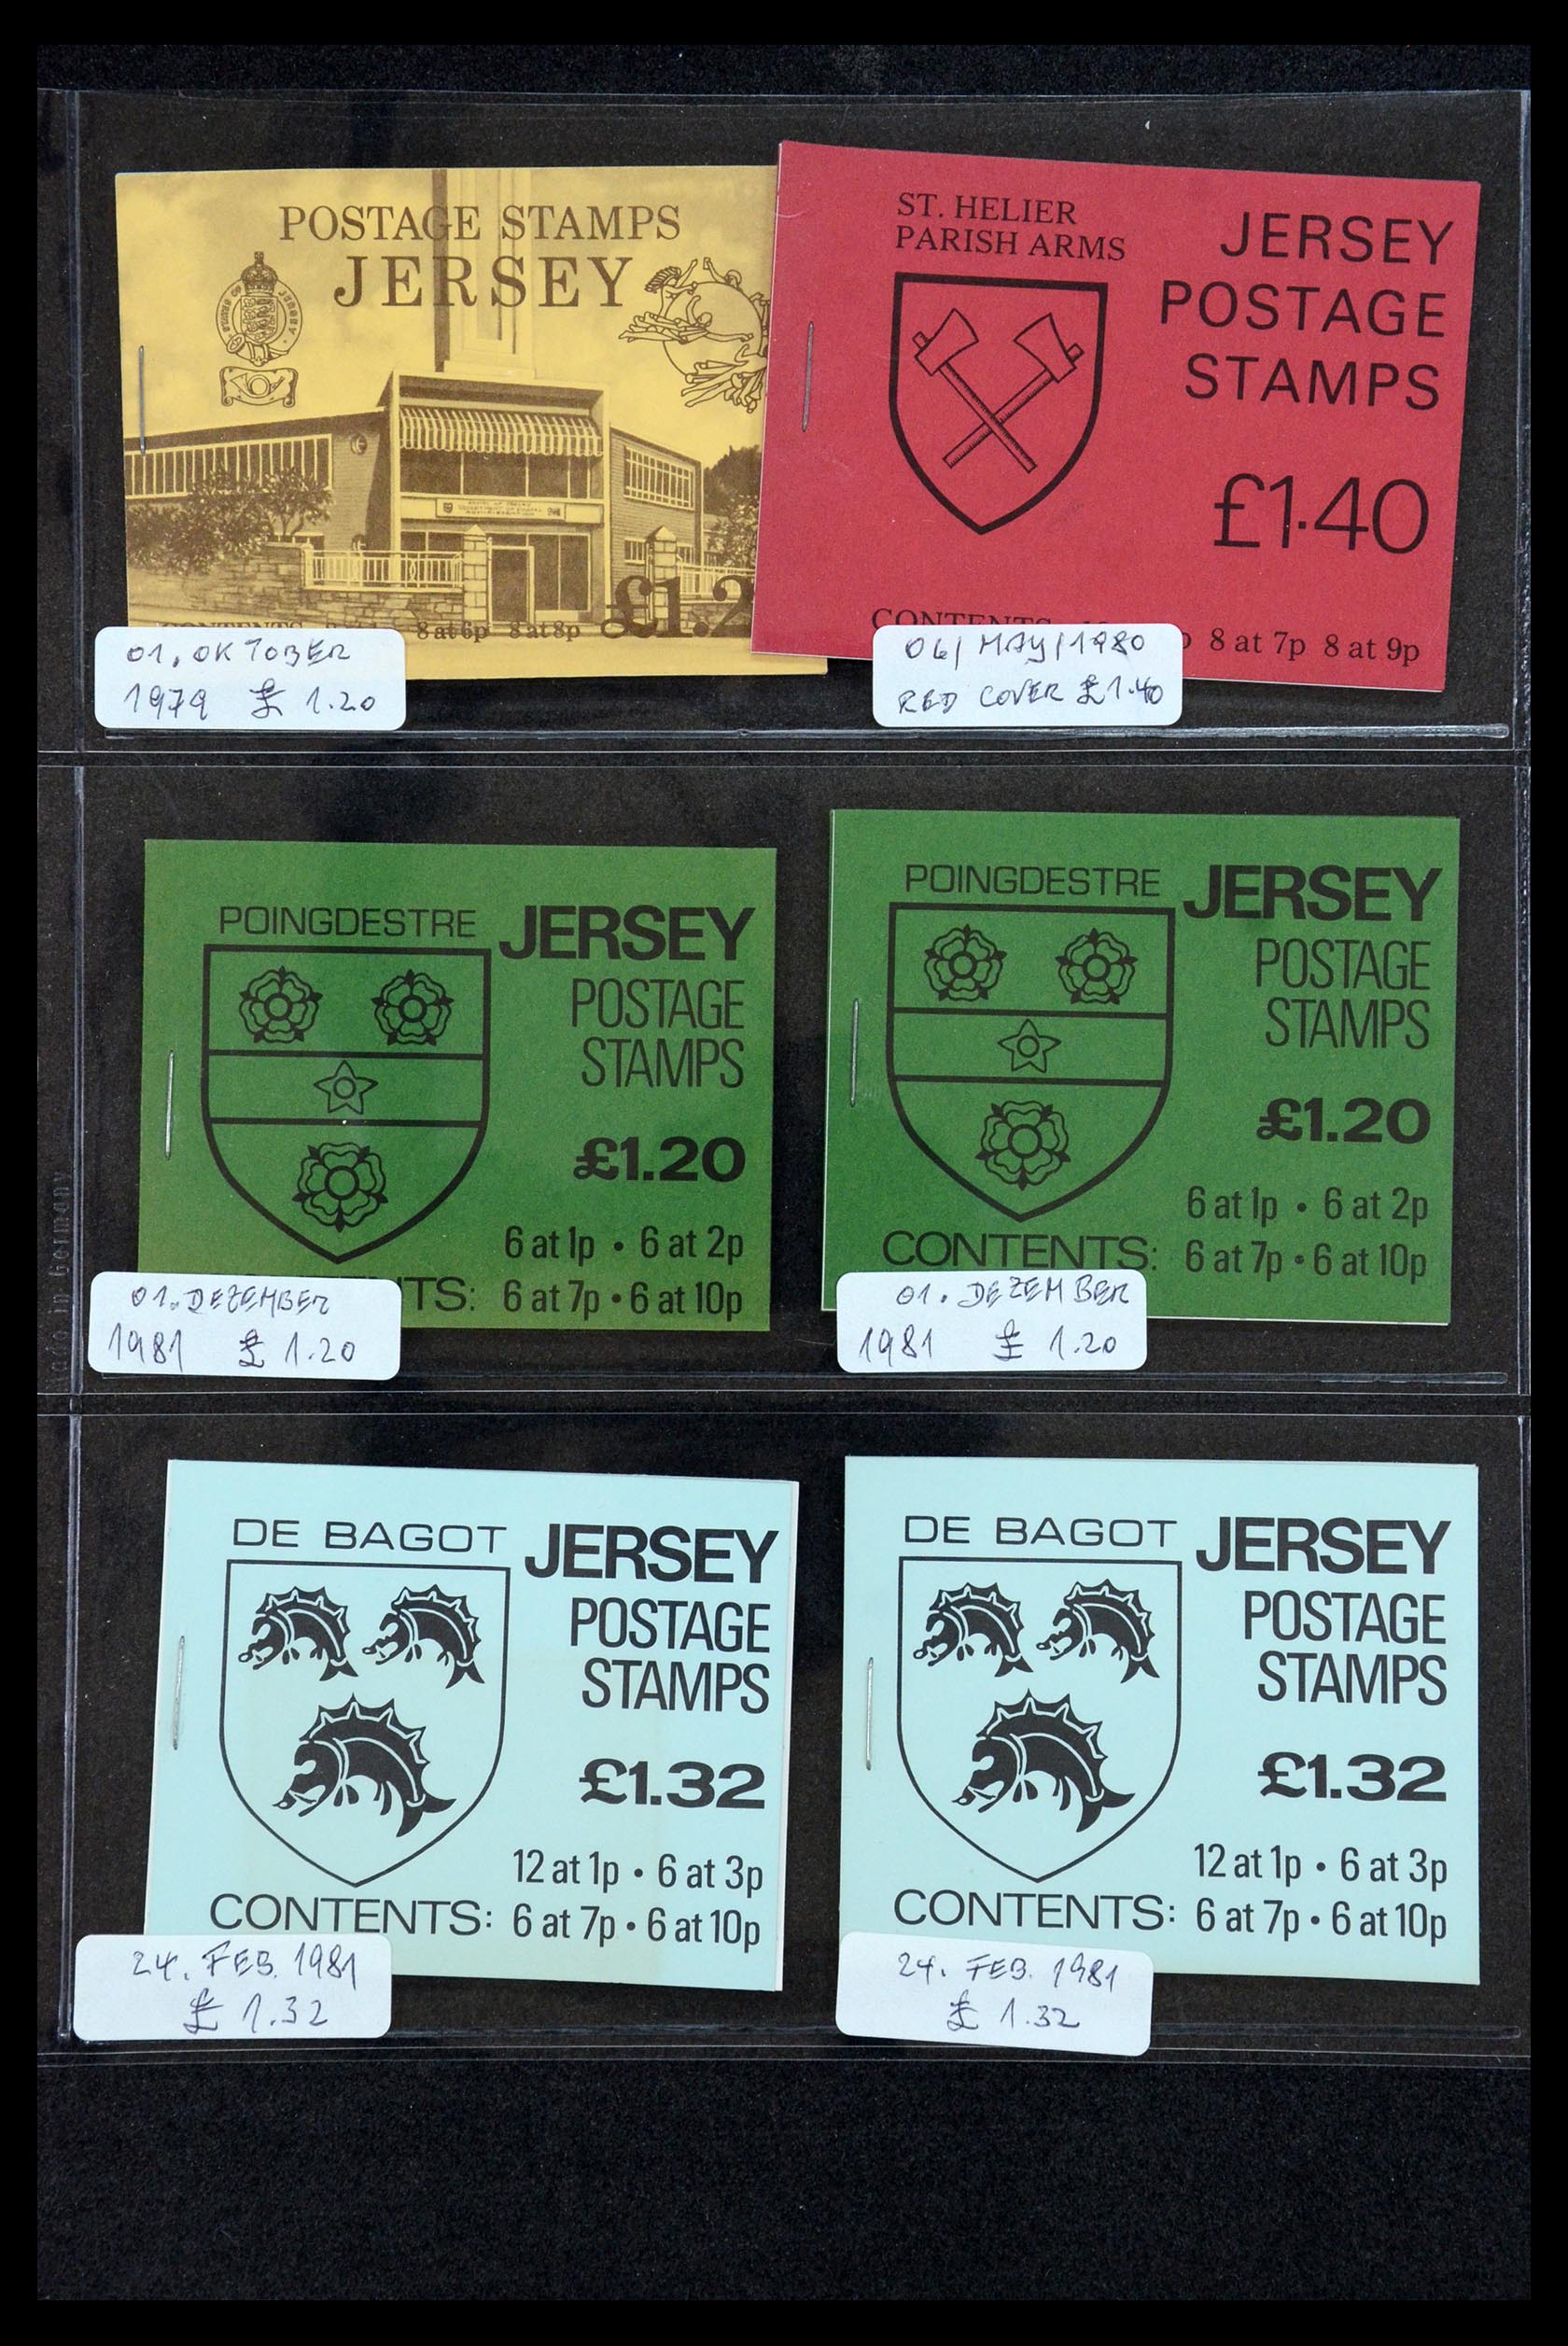 POSTAGE STAMPS
JERSEY
£1.2
8 at 6p 8 at 8p
01. OKTOBER
1979 £ 1.20
ST. HELIER
PARISH ARMS
JERSEY
POSTAGE
STAMPS
£1.40
CONTENTS 8 at 7p 8 at 9p
06/ MAY/1980
RED COVER £1.40
POINGDESTRE
JERSEY
POSTAGE
STAMPS
£1.20
6 at 1p • 6 at 2p
TS: 6 at 7p • 6 at 10p
01. DEZEMBER
1981 £ 1.20
POINGDESTRE
JERSEY
POSTAGE
STAMPS
£1.20
6 at 1p • 6 at 2p
CONTENTS: 6 at 7p • 6 at 10p
01. DEZEMBER
1981 £ 1.20
made in Germany
DE BAGOT
JERSEY
POSTAGE
STAMPS
£1.32
12 at 1p • 6 at 3p
CONTENTS: 6 at 7p • 6 at 10p
24. FEB. 1981
£ 1.32
DE BAGOT
JERSEY
POSTAGE
STAMPS
£1.32
12 at 1p • 6 at 3p
CONTENTS: 6 at 7p • 6 at 10p
24. FEB. 1981
£ 1.32